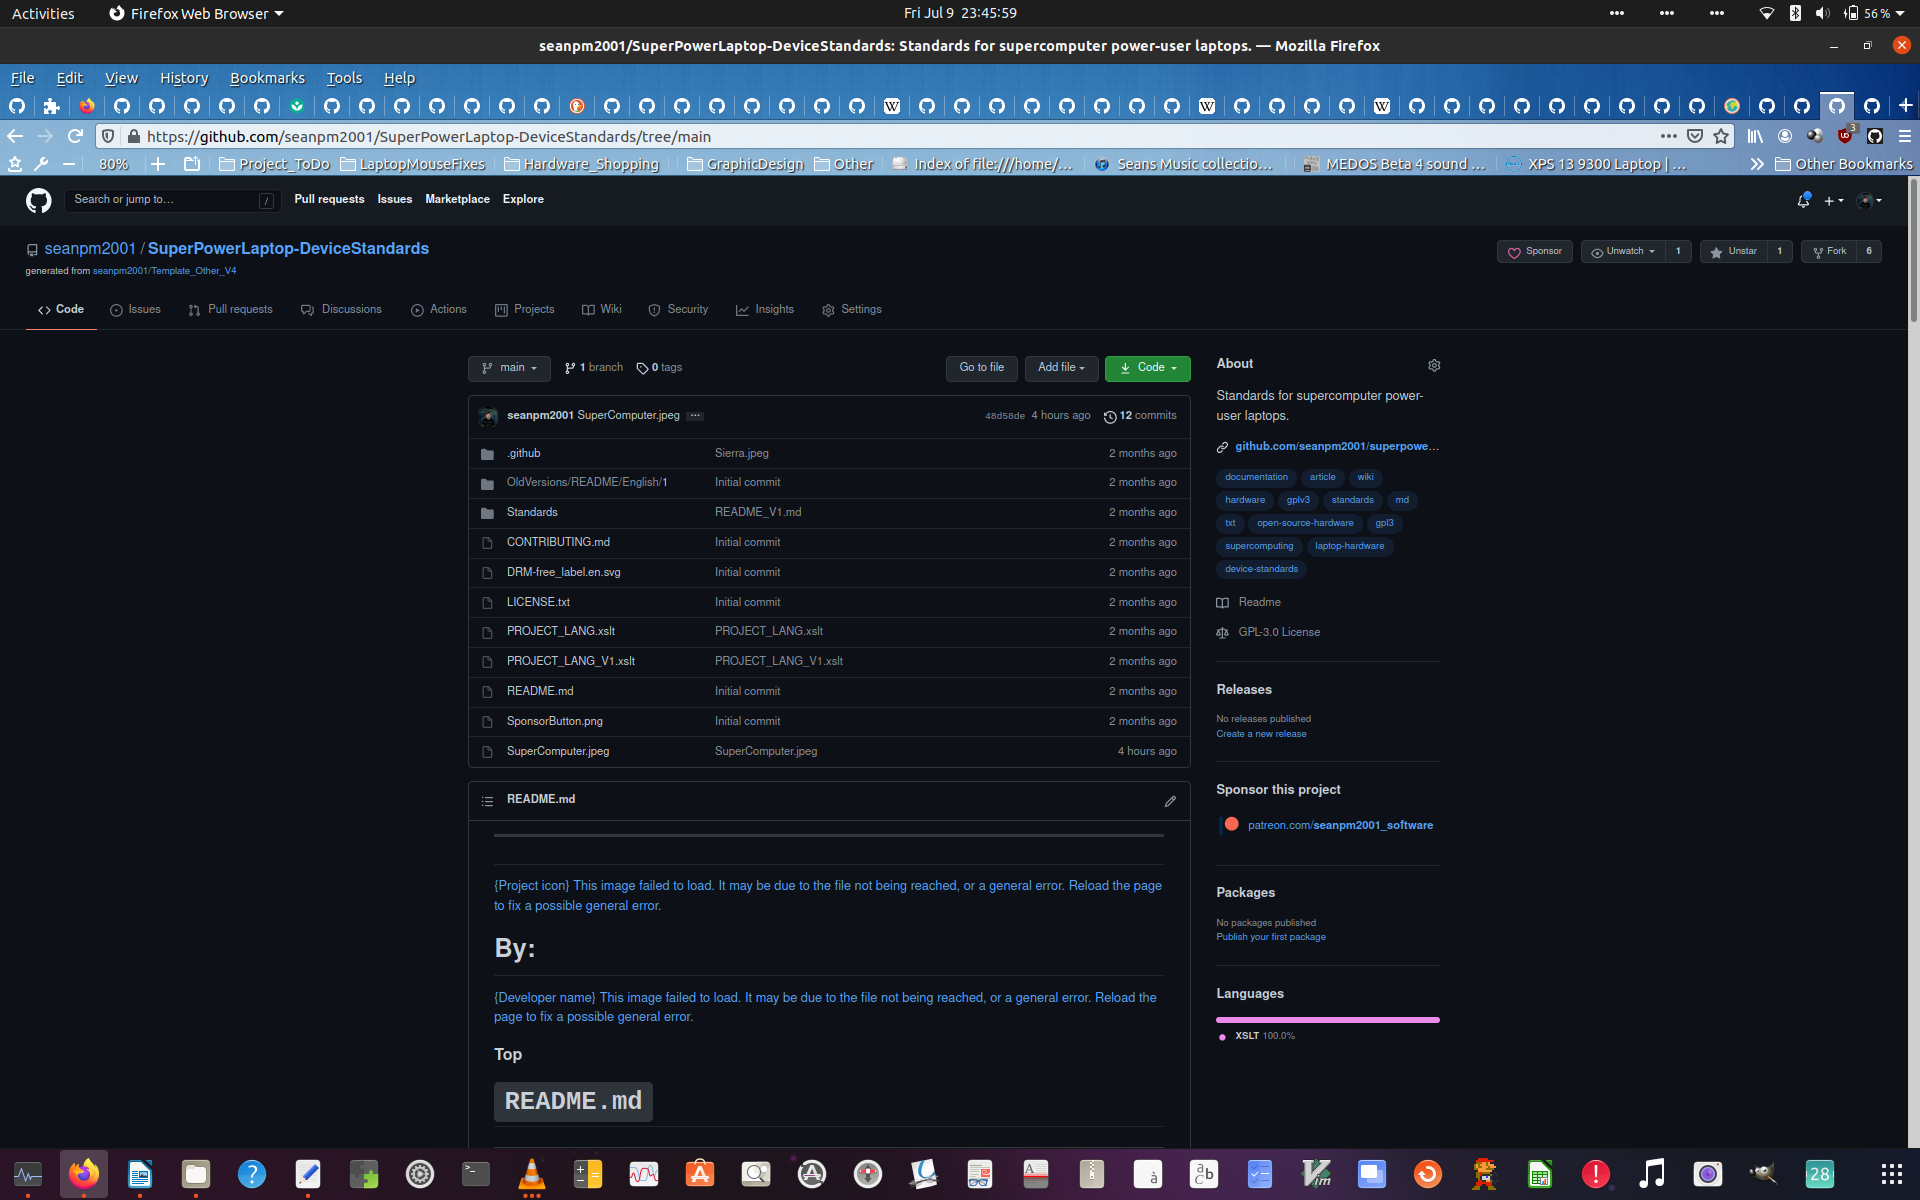 Activities
Firefox Web Browser
Fri Jul 9 23:45:59
56 %
seanpm2001/SuperPowerLaptop-DeviceStandards: Standards for supercomputer power-user laptops. — Mozilla Firefox
File Edit View History Bookmarks Tools Help
https://github.com/seanpm2001/SuperPowerLaptop-DeviceStandards/tree/main
3
80%
Project_ToDo
LaptopMouseFixes
Hardware_Shopping
GraphicDesign
Other
Index of file:///home/…
Seans Music collectio…
MEDOS Beta 4 sound …
XPS 13 9300 Laptop | …
Other Bookmarks
Search or jump to…
/
Pull requests Issues Marketplace Explore
seanpm2001 / SuperPowerLaptop-DeviceStandards
generated from seanpm2001/Template_Other_V4
Sponsor
Unwatch 1
Unstar 1
Fork 6
Code
Issues
Pull requests
Discussions
Actions
Projects
Wiki
Security
Insights
Settings
main
1 branch
0 tags
Go to file
Add file
Code
seanpm2001 SuperComputer.jpeg ...
48d58de 4 hours ago 12 commits
.github Sierra.jpeg 2 months ago
OldVersions/README/English/1 Initial commit 2 months ago
Standards README_V1.md 2 months ago
CONTRIBUTING.md Initial commit 2 months ago
DRM-free_label.en.svg Initial commit 2 months ago
LICENSE.txt Initial commit 2 months ago
PROJECT_LANG.xslt PROJECT_LANG.xslt 2 months ago
PROJECT_LANG_V1.xslt PROJECT_LANG_V1.xslt 2 months ago
README.md Initial commit 2 months ago
SponsorButton.png Initial commit 2 months ago
SuperComputer.jpeg SuperComputer.jpeg 4 hours ago
README.md
{Project icon} This image failed to load. It may be due to the file not being reached, or a general error. Reload the page
to fix a possible general error.
By:
{Developer name} This image failed to load. It may be due to the file not being reached, or a general error. Reload the
page to fix a possible general error.
Top
README.md
About
Standards for supercomputer power-
user laptops.
github.com/seanpm2001/superpowe…
documentation article wiki
hardware gplv3 standards md
txt open-source-hardware gpl3
supercomputing laptop-hardware
device-standards
Readme
GPL-3.0 License
Releases
No releases published
Create a new release
Sponsor this project
patreon.com/seanpm2001_software
Packages
No packages published
Publish your first package
Languages
XSLT 100.0%
28